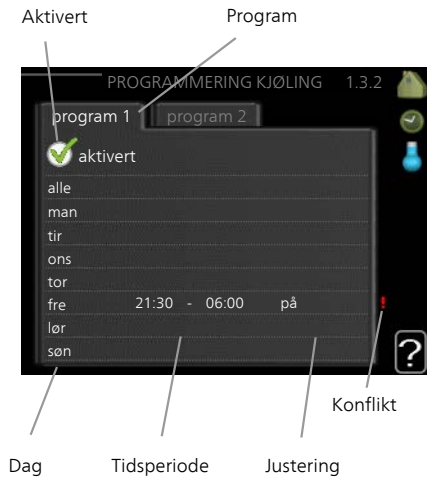 Aktivert Program
PROGRAMMERING KJØLING 1.3.2
program 1 program 2
aktivert
alle
man
tir
ons
tor
fre 21:30 - 06:00 på !
lør
søn
?
Konflikt
Dag Tidsperiode Justering